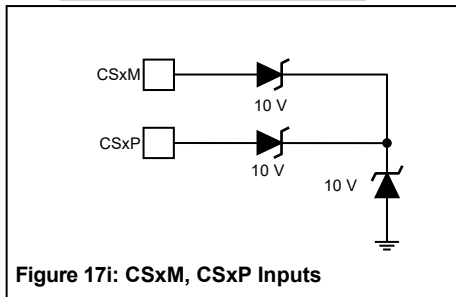 CSxM
10 V
CSxP
10 V
10 V
Figure 17i: CSxM, CSxP Inputs